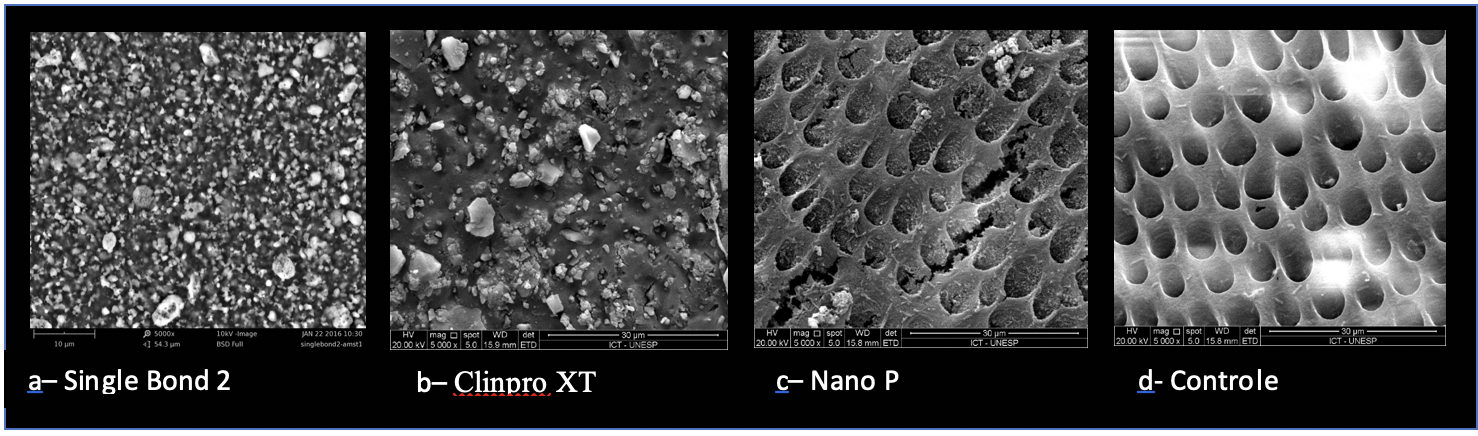 5000x 10kV -Image JAN 22 2016 10:30
10 µm 54.3 µm BSD Full singlebond2-amst1
HV mag spot WD det 30 µm
20.00 kV 5 000 x 5.0 15.9 mm ETD ICT - UNESP
HV mag spot WD det 30 µm
20.00 kV 5 000 x 5.0 15.8 mm ETD ICT - UNESP
HV mag spot WD det 30 µm
20.00 kV 5 000 x 5.0 15.8 mm ETD ICT - UNESP
a– Single Bond 2
b– Clinpro XT
c– Nano P
d- Controle